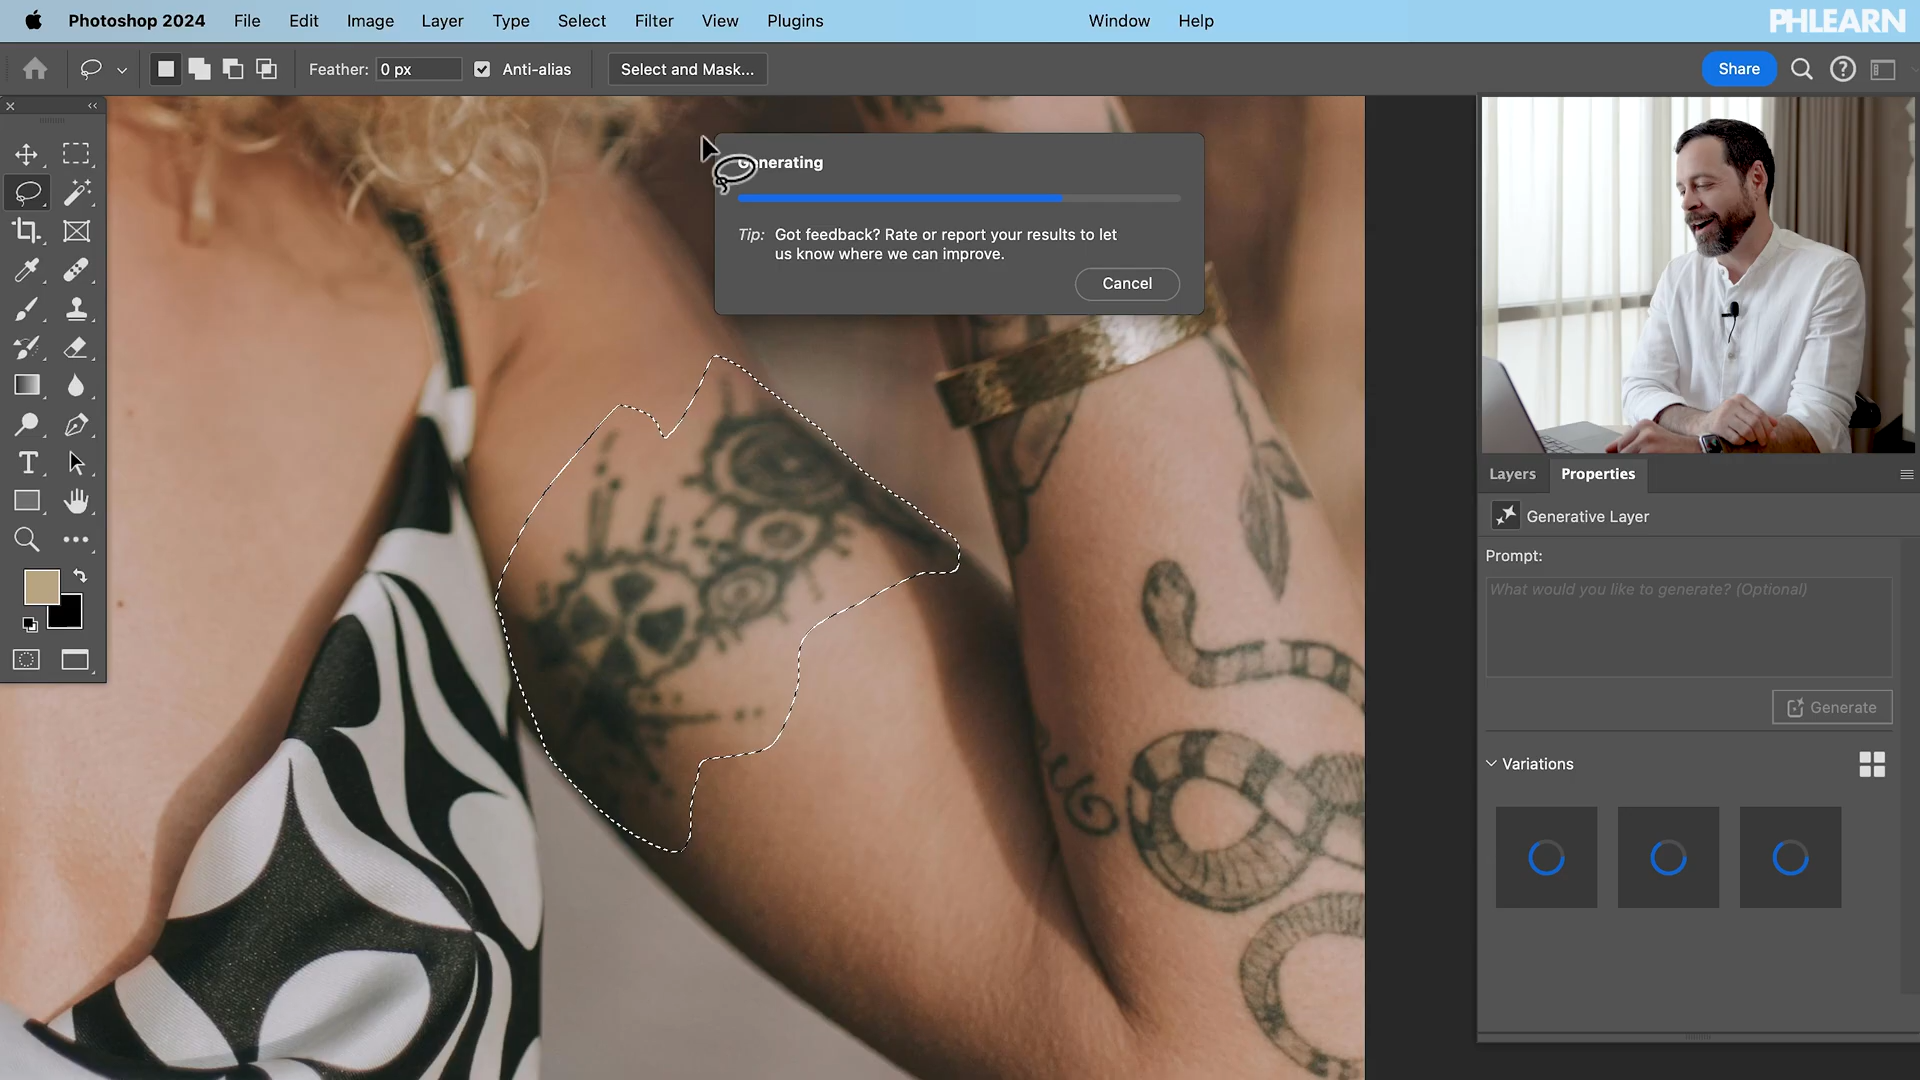 Photoshop 2024 File Edit Image Layer Type Select Filter View Plugins Window Help
PHLEARN
Feather: 0 px Anti-alias Select and Mask... Share
Generating
Tip: Got feedback? Rate or report your results to let
us know where we can improve.
Cancel
Layers Properties
Generative Layer
Prompt:
What would you like to generate? (Optional)
Generate
Variations